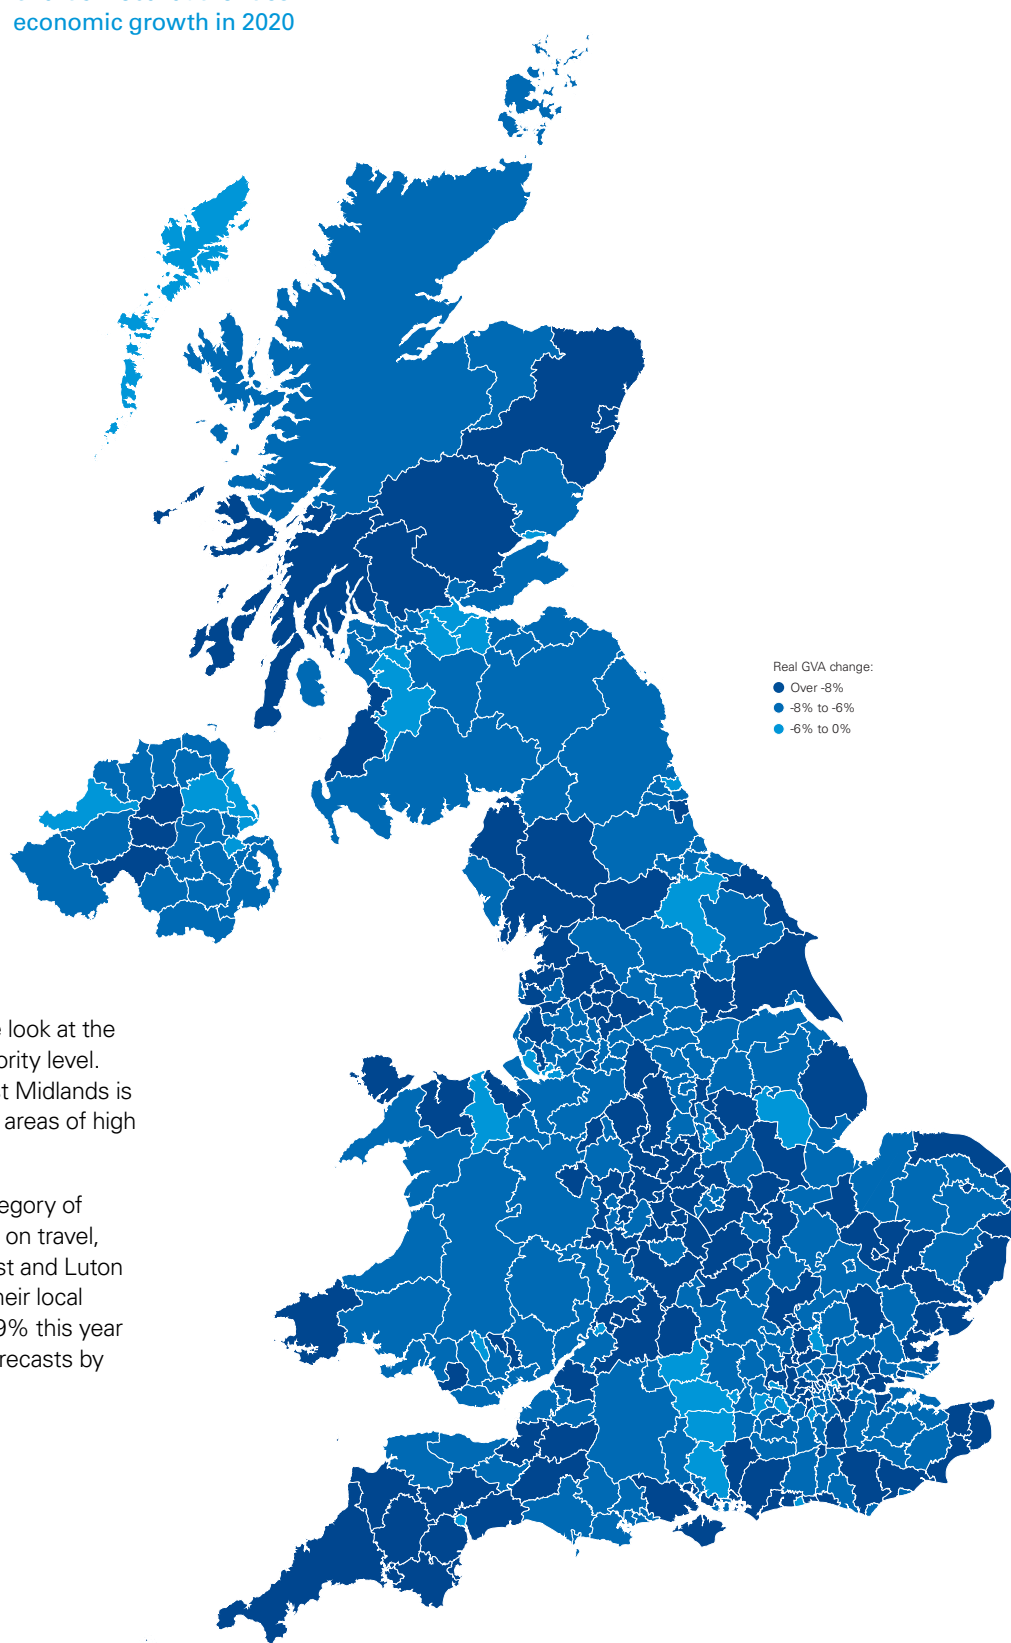 economic growth in 2020
Real GVA change:
Over -8%
-8% to -6%
-6% to 0%
look at the
ority level.
st Midlands is
areas of high
egory of
on travel,
st and Luton
heir local
9% this year
recasts by